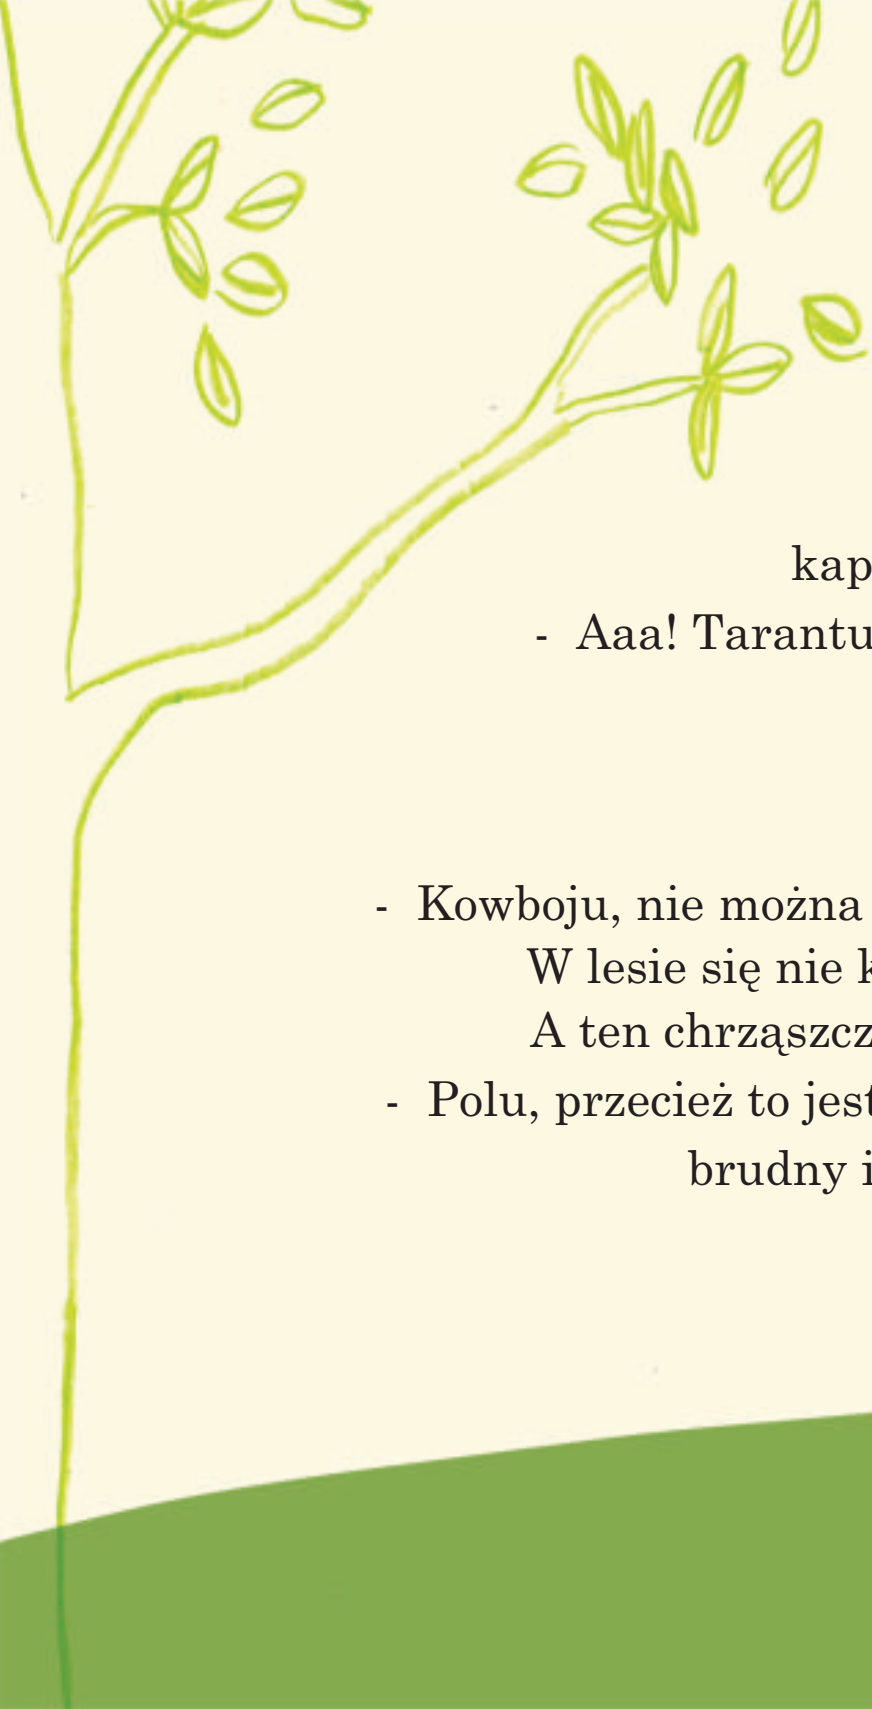 kap
- Aaa! Tarantu
- Kowboju, nie można
W lesie się nie k
A ten chrząszcz
- Polu, przecież to jest
brudny i